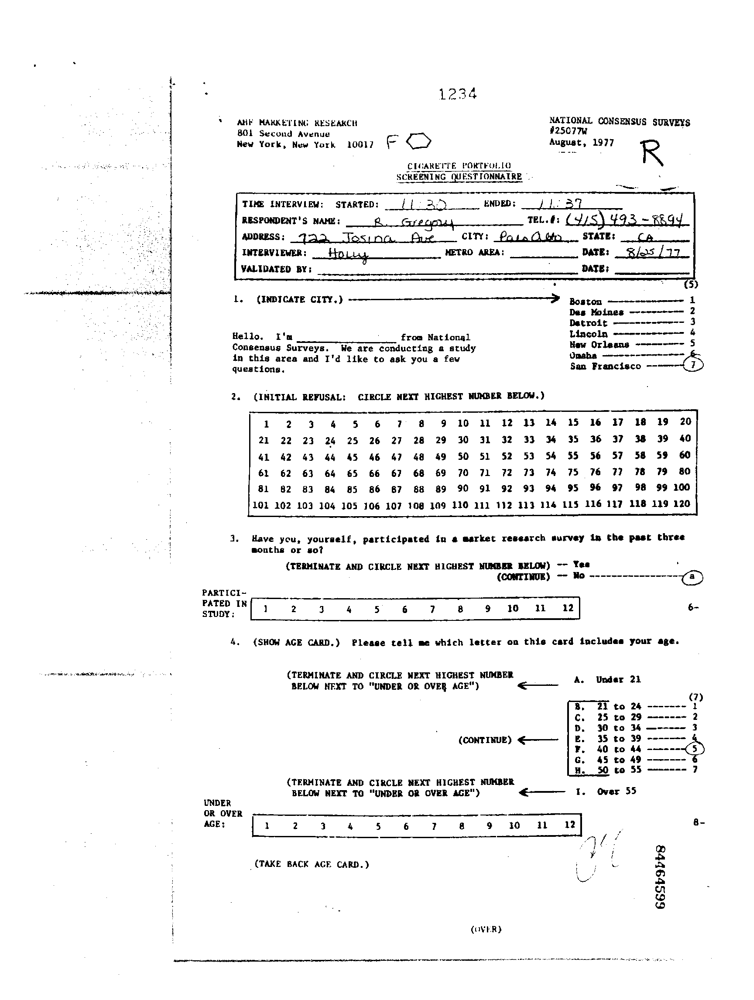 1234
AHF MARKETING RESEARCH
801 Second Avenue
New York, New York 10017 F
NATIONAL CONSENSUS SURVEYS
#25077W
August, 1977
R
CIGARETTE PORTFOLIO
SCREENING QUESTIONNAIRE
TIME INTERVIEW: STARTED: 11:30 ENDED: 11:37
RESPONDENT'S NAME: R. Gregory TEL.#: (415) 493-8894
ADDRESS: 722 Josina Ave CITY: Palo Alto STATE: CA
INTERVIEWER: Holly METRO AREA: DATE: 8/25/77
VALIDATED BY: DATE:
(5)
1. (INDICATE CITY.)
Boston 1
Des Moines 2
Detroit 3
Lincoln 4
New Orleans 5
Omaha 6
San Francisco 7
Hello. I'm ____________ from National
Consensus Surveys. We are conducting a study
in this area and I'd like to ask you a few
questions.
2. (INITIAL REFUSAL: CIRCLE NEXT HIGHEST NUMBER BELOW.)
1 2 3 4 5 6 7 8 9 10 11 12 13 14 15 16 17 18 19 20
21 22 23 24 25 26 27 28 29 30 31 32 33 34 35 36 37 38 39 40
41 42 43 44 45 46 47 48 49 50 51 52 53 54 55 56 57 58 59 60
61 62 63 64 65 66 67 68 69 70 71 72 73 74 75 76 77 78 79 80
81 82 83 84 85 86 87 88 89 90 91 92 93 94 95 96 97 98 99 100
101 102 103 104 105 106 107 108 109 110 111 112 113 114 115 116 117 118 119 120
3. Have you, yourself, participated in a market research survey in the past three
months or so?
(TERMINATE AND CIRCLE NEXT HIGHEST NUMBER BELOW) -- Yes
(CONTINUE) -- No ---------- a
PARTICI-
PATED IN
STUDY: 1 2 3 4 5 6 7 8 9 10 11 12 6-
4. (SHOW AGE CARD.) Please tell me which letter on this card includes your age.
(TERMINATE AND CIRCLE NEXT HIGHEST NUMBER
BELOW NEXT TO "UNDER OR OVER AGE") A. Under 21
(7)
B. 21 to 24 ------- 1
C. 25 to 29 ------- 2
D. 30 to 34 ------- 3
(CONTINUE) E. 35 to 39 ------- 4
F. 40 to 44 ------- 5
G. 45 to 49 ------- 6
H. 50 to 55 ------- 7
(TERMINATE AND CIRCLE NEXT HIGHEST NUMBER
BELOW NEXT TO "UNDER OR OVER AGE") I. Over 55
UNDER
OR OVER
AGE: 1 2 3 4 5 6 7 8 9 10 11 12 8-
(TAKE BACK AGE CARD.)
84464599
(OVER)